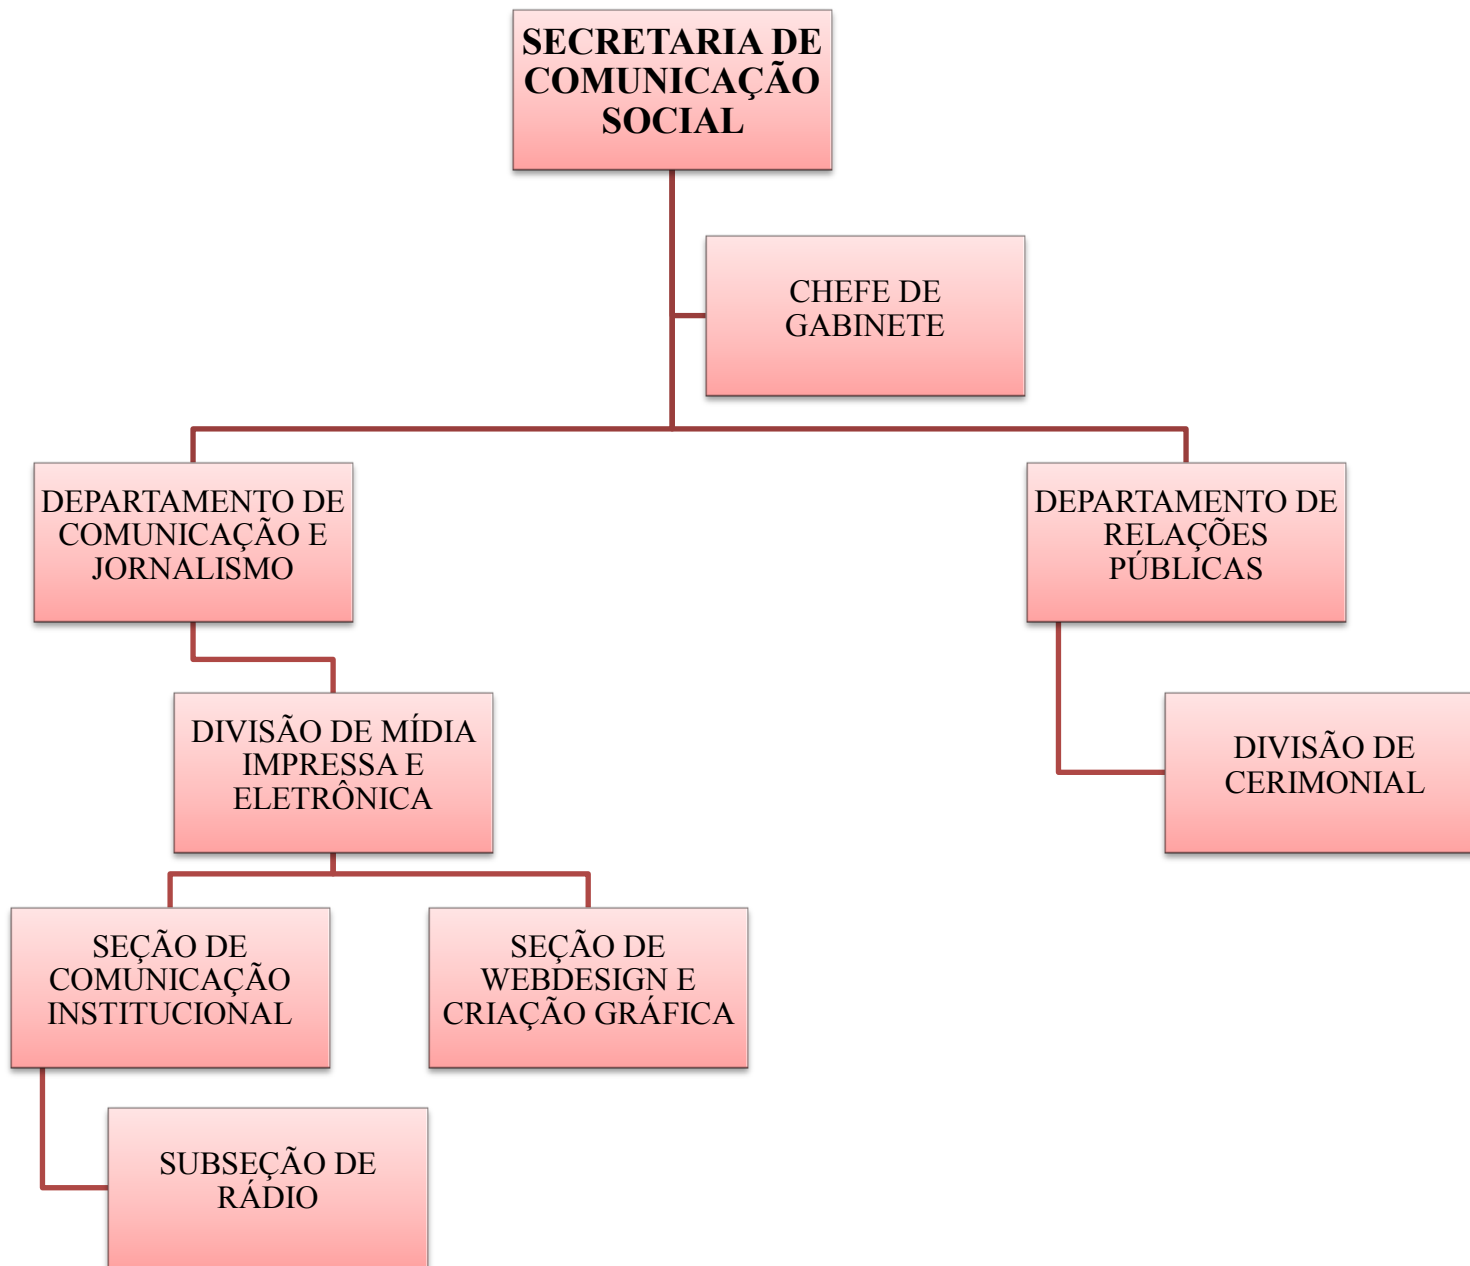 SECRETARIA DE
COMUNICAÇÃO
SOCIAL
CHEFE DE
GABINETE
DEPARTAMENTO DE
COMUNICAÇÃO E
JORNALISMO
DEPARTAMENTO DE
RELAÇÕES
PÚBLICAS
DIVISÃO DE MÍDIA
IMPRESSA E
ELETRÔNICA
DIVISÃO DE
CERIMONIAL
SEÇÃO DE
COMUNICAÇÃO
INSTITUCIONAL
SEÇÃO DE
WEBDESIGN E
CRIAÇÃO GRÁFICA
SUBSEÇÃO DE
RÁDIO